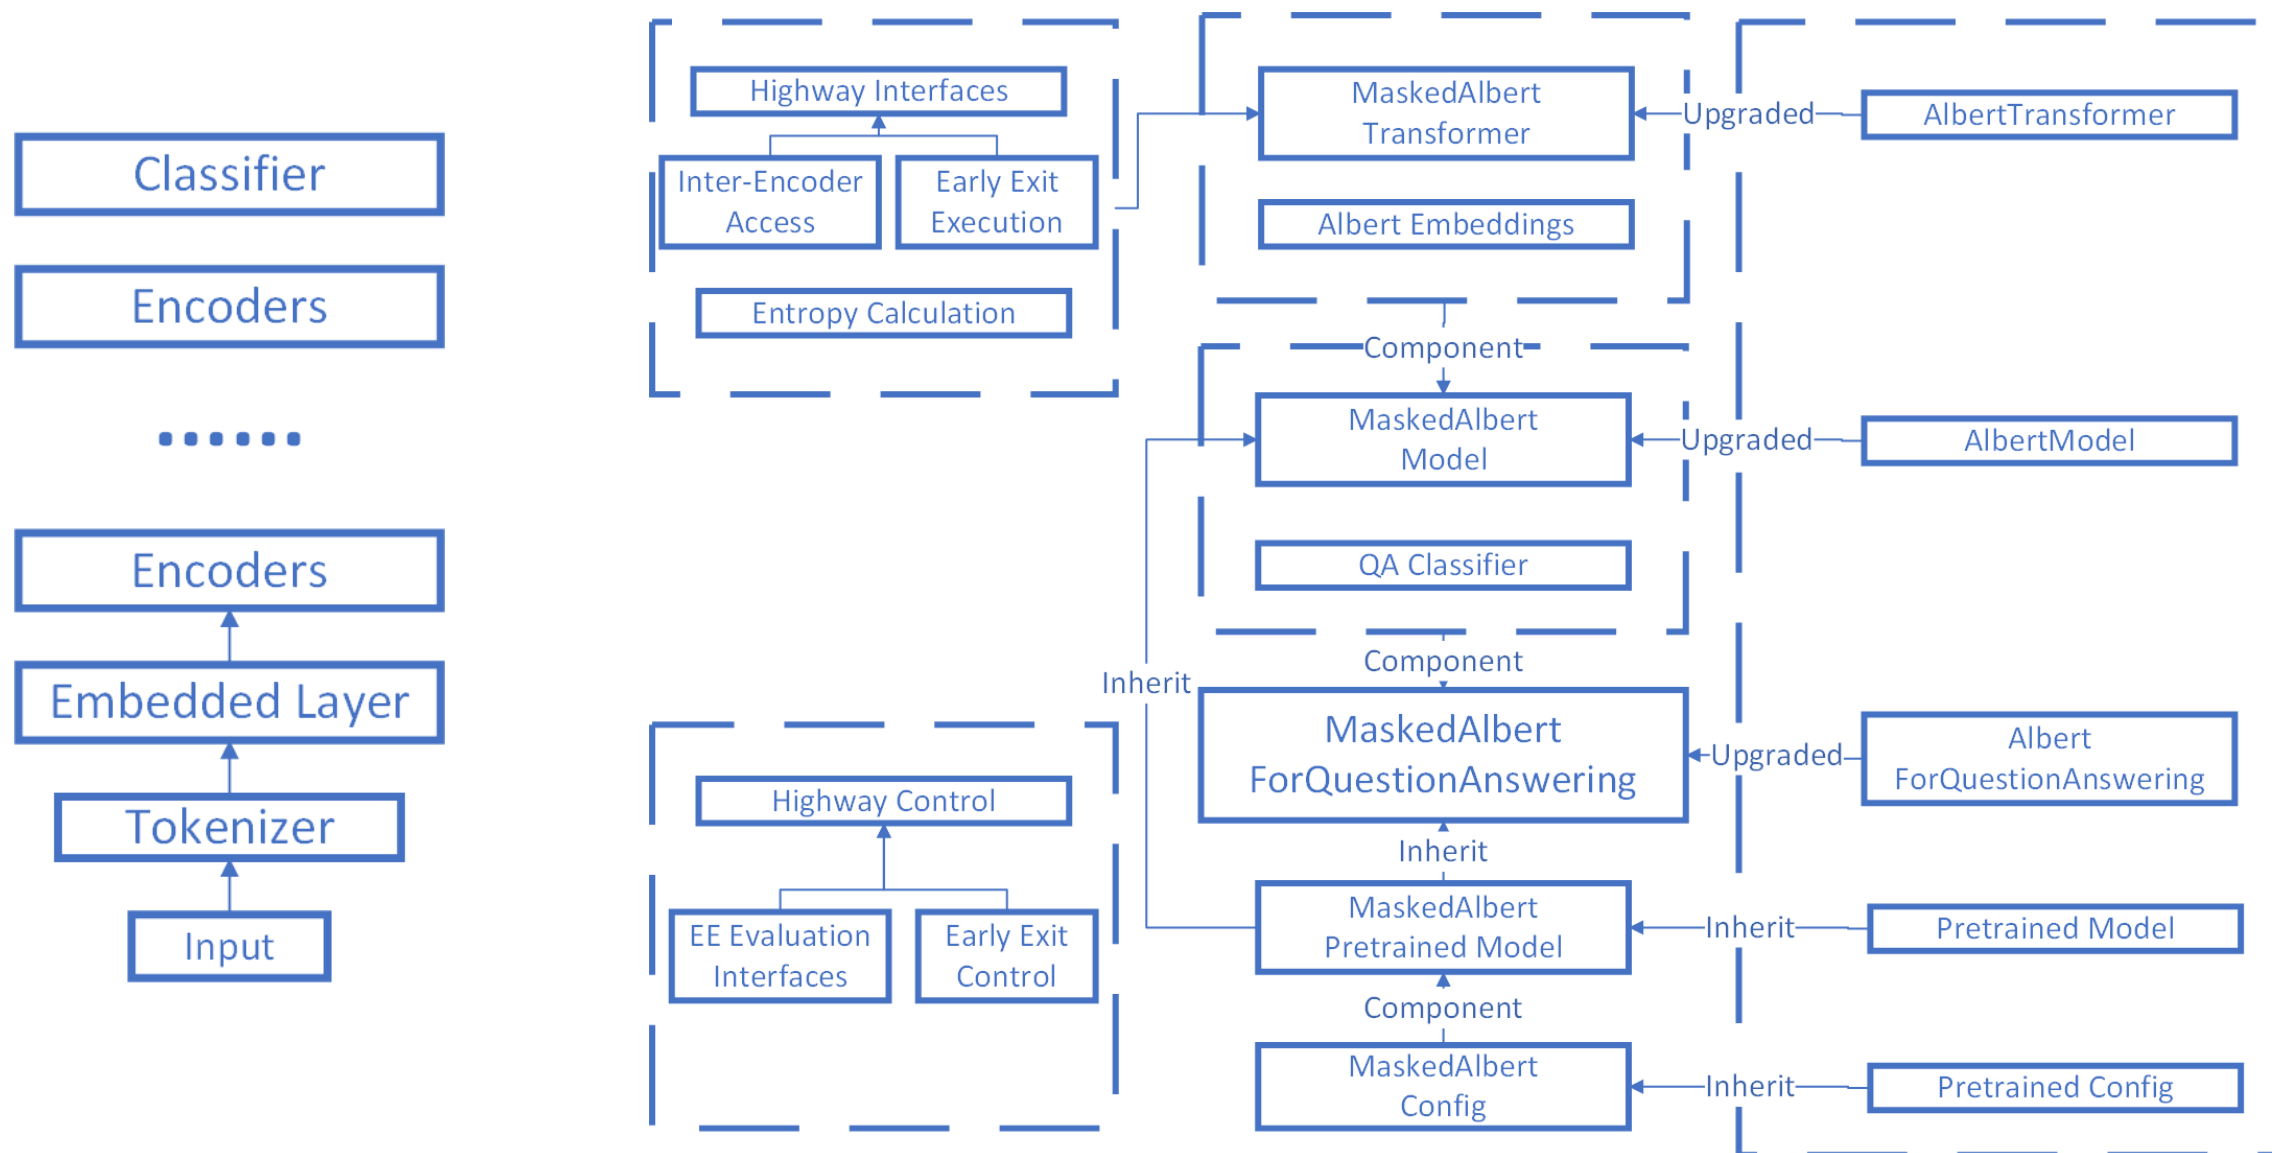 Classifier
Encoders
......
Encoders
Embedded Layer
Tokenizer
Input
Highway Interfaces
Inter-Encoder
Access
Early Exit
Execution
Entropy Calculation
Highway Control
EE Evaluation
Interfaces
Early Exit
Control
MaskedAlbert
Transformer
Albert Embeddings
Component
MaskedAlbert
Model
QA Classifier
Component
Inherit
MaskedAlbert
ForQuestionAnswering
Inherit
MaskedAlbert
Pretrained Model
Component
MaskedAlbert
Config
Upgraded
AlbertTransformer
Upgraded
AlbertModel
Upgraded
Albert
ForQuestionAnswering
Inherit
Pretrained Model
Inherit
Pretrained Config